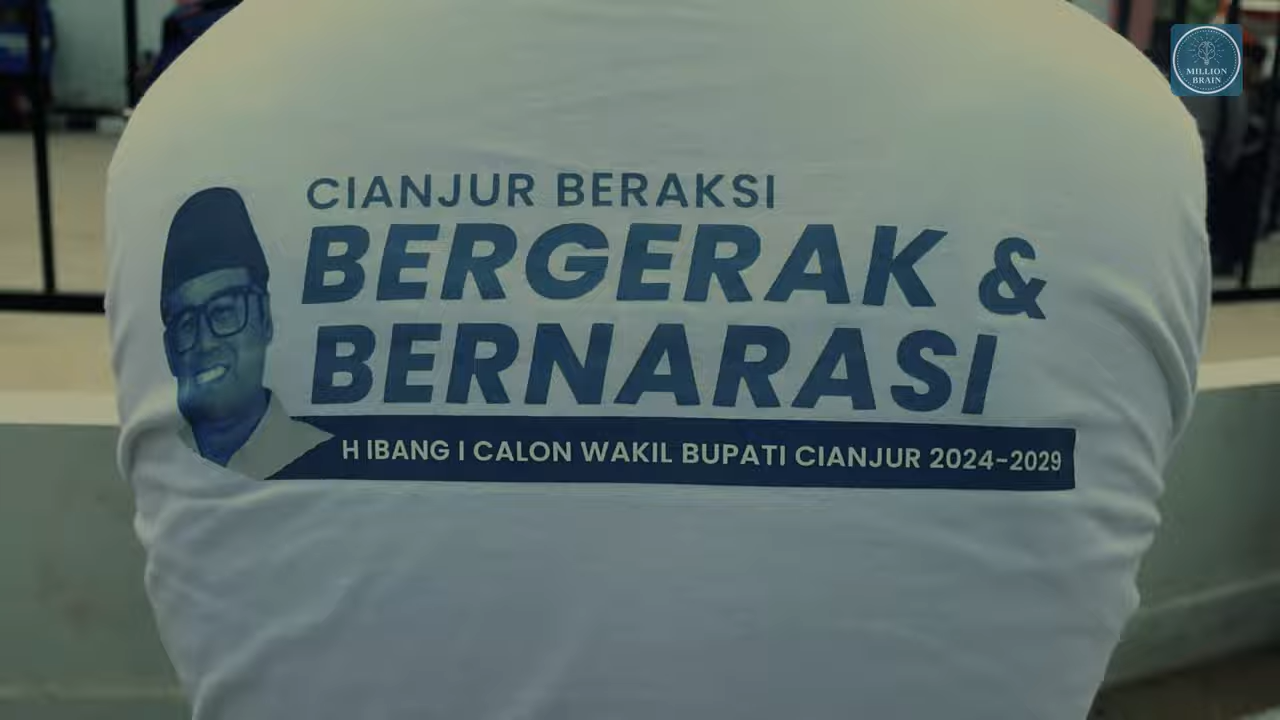 MILLION
BRAIN
CIANJUR BERAKSI
BERGERAK &
BERNARASI
H IBANG I CALON WAKIL BUPATI CIANJUR 2024-2029